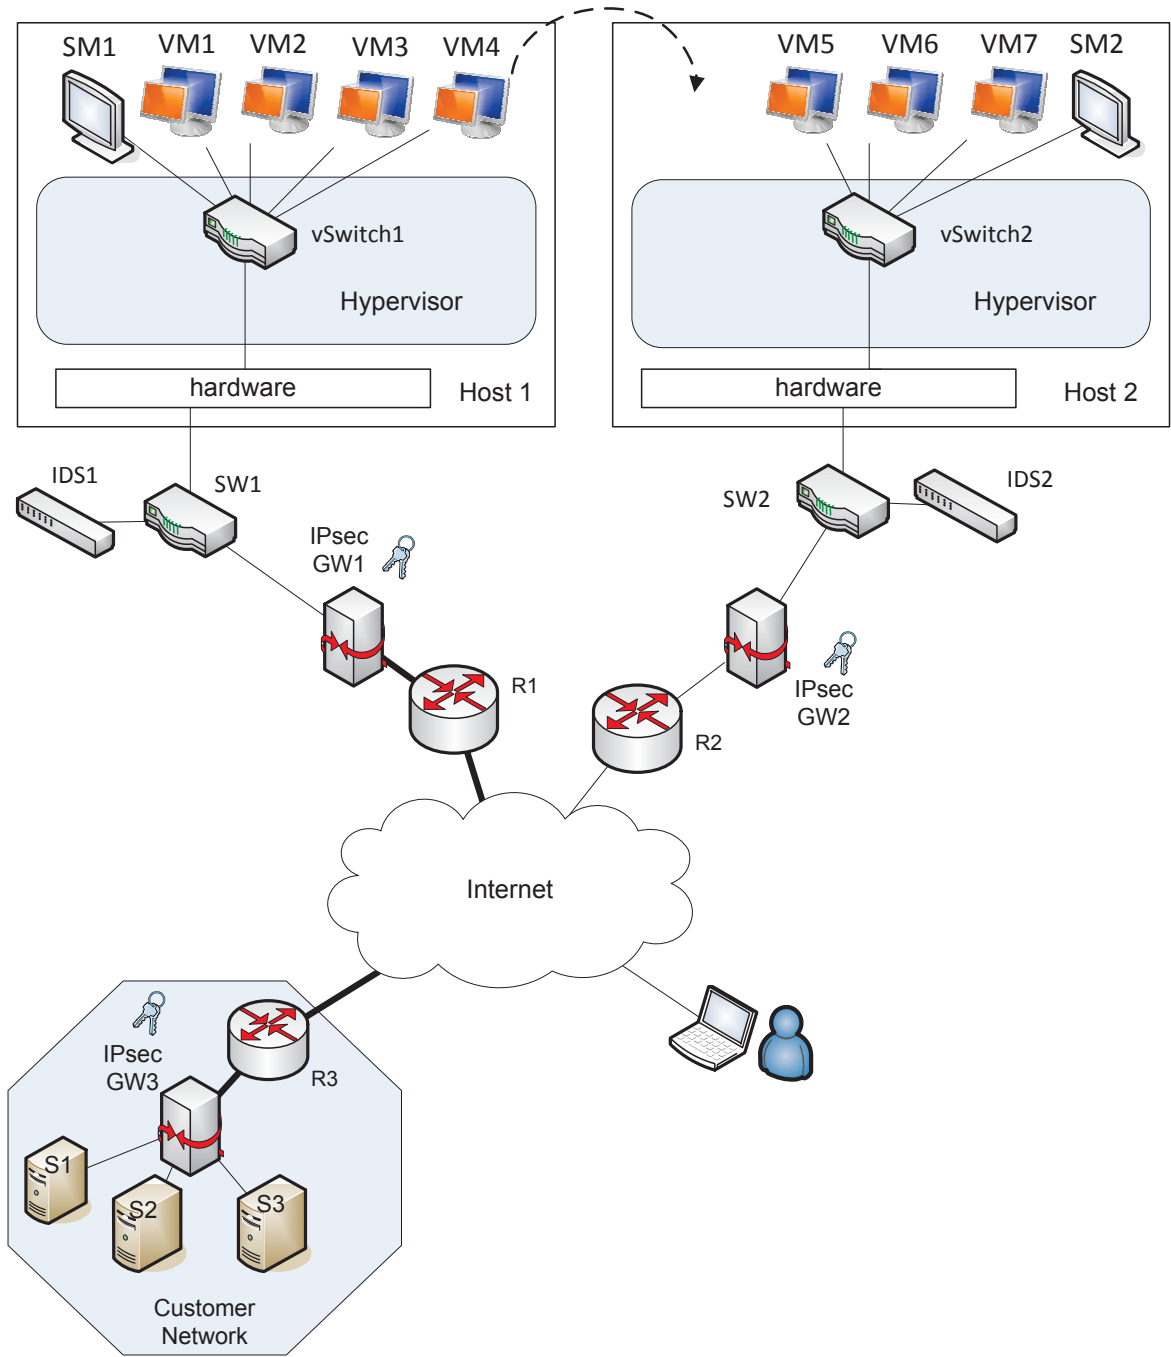 SM1
VM1
VM2
VM3
VM4
VM5
VM6
VM7
SM2
vSwitch1
vSwitch2
Hypervisor
Hypervisor
hardware
Host 1
hardware
Host 2
IDS1
SW1
SW2
IDS2
IPsec
GW1
R1
IPsec
GW2
R2
Internet
IPsec
GW3
R3
S1
S2
S3
Customer
Network